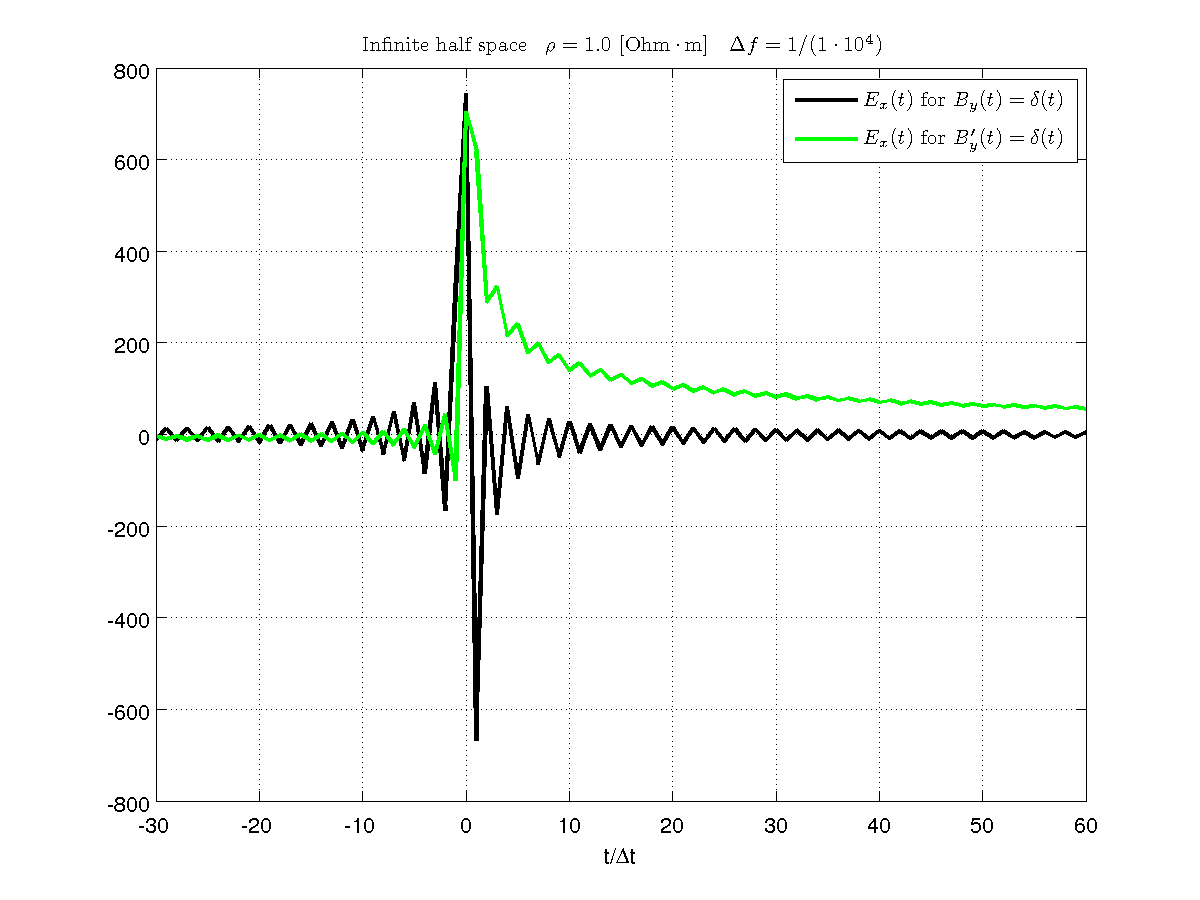 Infinite half space ρ = 1.0 [Ohm · m] Δf = 1/(1 · 10⁴)
E_x(t) for B_y(t) = δ(t)
E_x(t) for B′_y(t) = δ(t)
800
600
400
200
0
-200
-400
-600
-800
-30 -20 -10 0 10 20 30 40 50 60
t/Δt